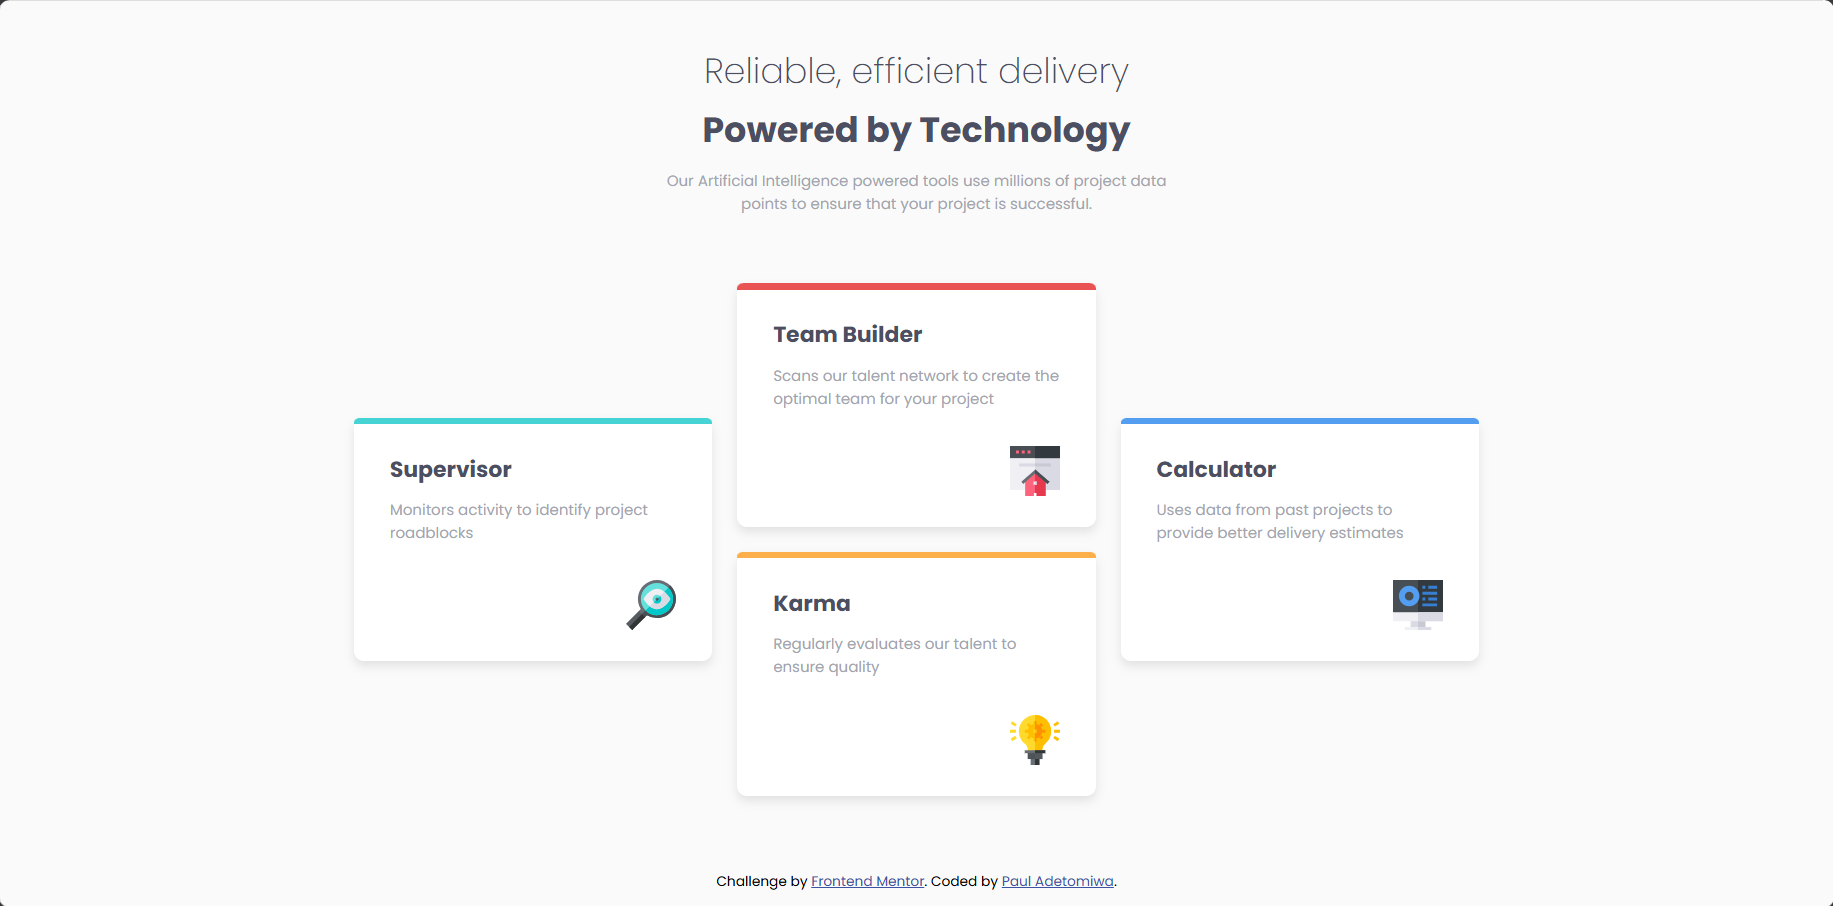 Reliable, efficient delivery
Powered by Technology
Our Artificial Intelligence powered tools use millions of project data
points to ensure that your project is successful.
Supervisor
Monitors activity to identify project
roadblocks
Team Builder
Scans our talent network to create the
optimal team for your project
Karma
Regularly evaluates our talent to
ensure quality
Calculator
Uses data from past projects to
provide better delivery estimates
Challenge by Frontend Mentor. Coded by Paul Adetomiwa.